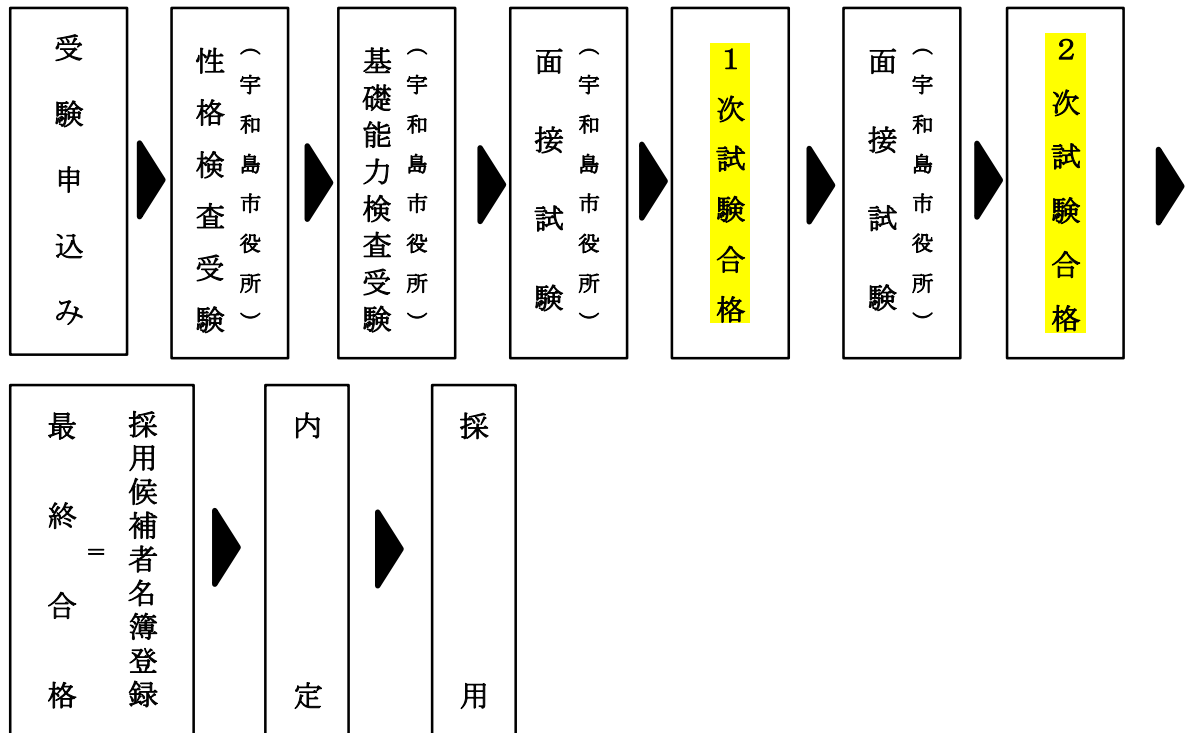 受験申込み
性格検査受験
（宇和島市役所）
基礎能力検査受験
（宇和島市役所）
面接試験
（宇和島市役所）
１次試験合格
面接試験
（宇和島市役所）
２次試験合格
最終合格
＝
採用候補者名簿登録
内定
採用